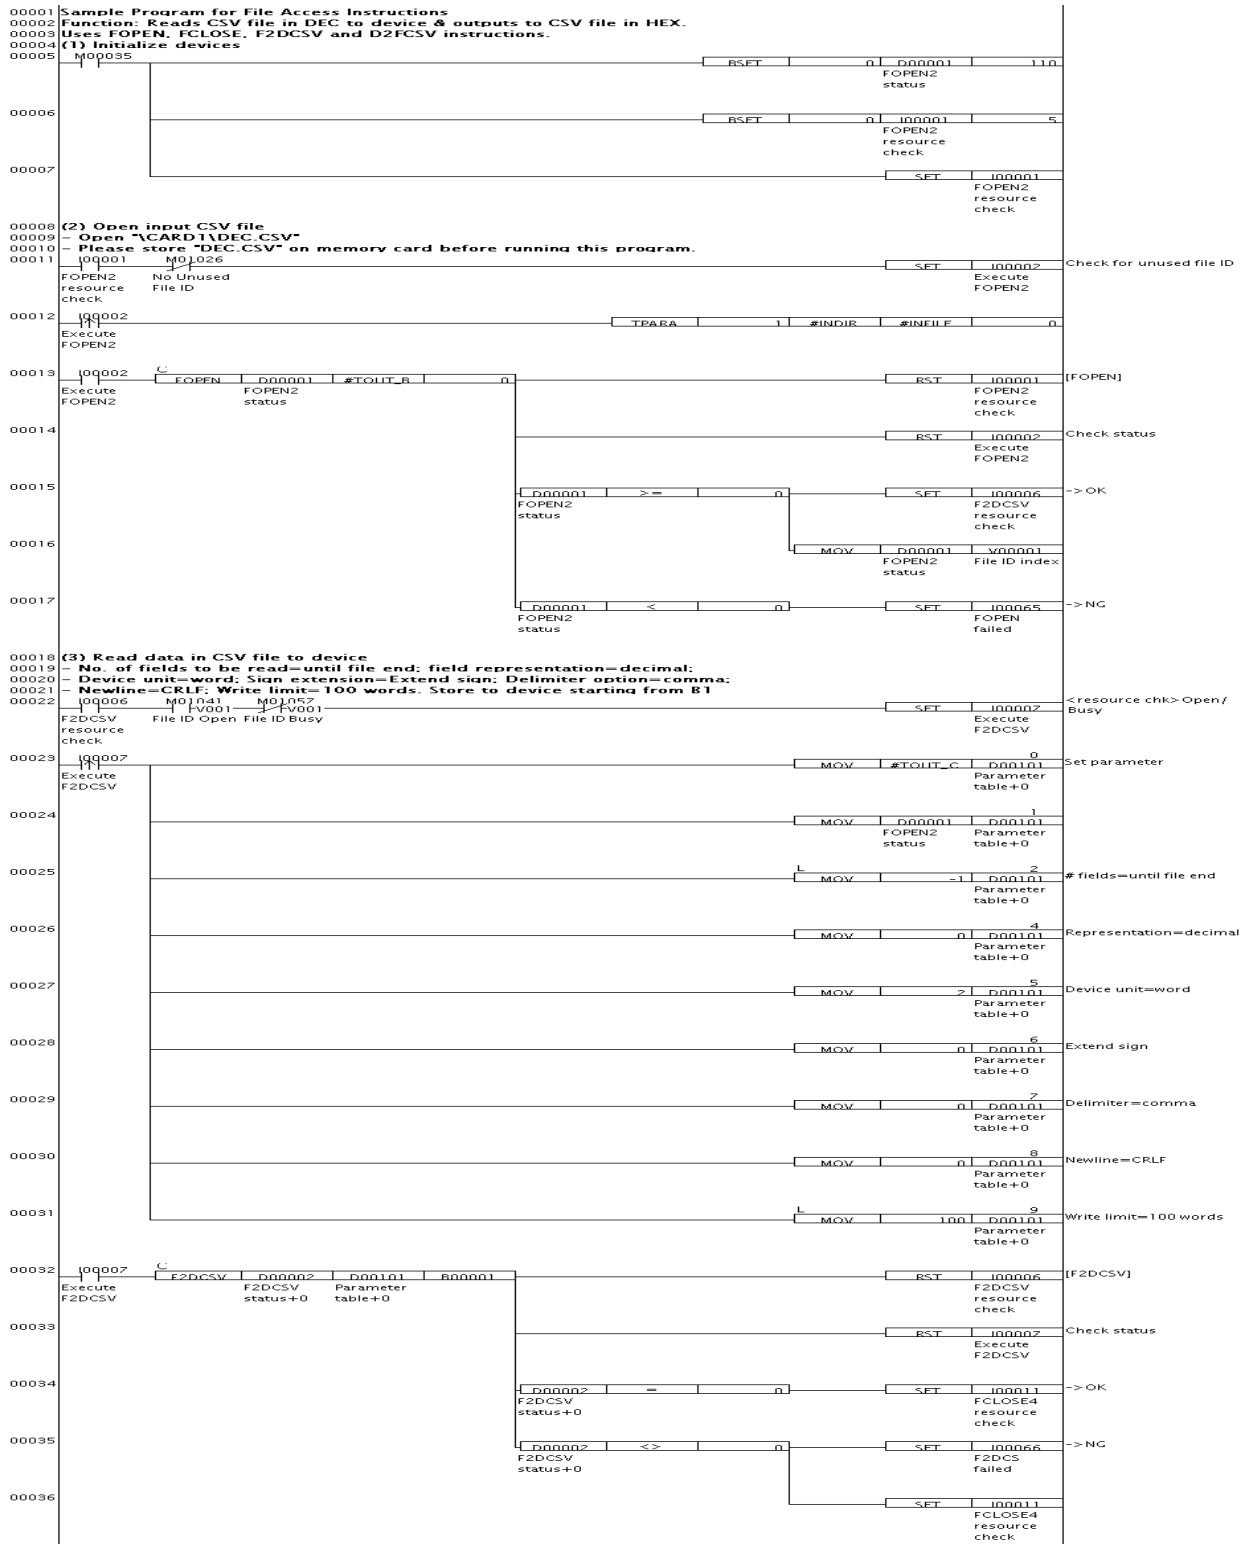 00001 Sample Program for File Access Instructions
00002 Function: Reads CSV file in DEC to device & outputs to CSV file in HEX.
00003 Uses FOPEN, FCLOSE, F2DCSV and D2FCSV instructions.
00004 (1) Initialize devices
00005 M00035 BSET 0 D00001 110
FOPEN2
status
00006 BSET 0 I00001 5
FOPEN2
resource
check
00007 SET I00001
FOPEN2
resource
check
00008 (2) Open input CSV file
00009 - Open "\CARD1\DEC.CSV"
00010 - Please store "DEC.CSV" on memory card before running this program.
00011 I00001 M01026 SET I00002 Check for unused file ID
FOPEN2 No Unused Execute
resource File ID FOPEN2
check
00012 I00002 TPARA 1 #INDIR #INFILE 0
Execute
FOPEN2
00013 I00002 C FOPEN D00001 #TOUT_B 0 RST I00001 [FOPEN]
Execute FOPEN2 FOPEN2
FOPEN2 status resource
check
00014 RST I00002 Check status
Execute
FOPEN2
00015 D00001 >= 0 SET I00006 ->OK
FOPEN2 F2DCSV
status resource
check
00016 MOV D00001 V00001
FOPEN2 File ID index
status
00017 D00001 < 0 SET I00065 ->NG
FOPEN2 FOPEN
status failed
00018 (3) Read data in CSV file to device
00019 - No. of fields to be read=until file end; field representation=decimal;
00020 - Device unit=word; Sign extension=Extend sign; Delimiter option=comma;
00021 - Newline=CRLF; Write limit=100 words. Store to device starting from B1
00022 I00006 M01041 V001 M01057 V001 SET I00007 <resource chk>Open/
Busy
F2DCSV File ID Open File ID Busy Execute
resource F2DCSV
check
00023 I00007 MOV #TOUT_C 0 D00101 Set parameter
Execute Parameter
F2DCSV table+0
00024 MOV D00001 1 D00101
FOPEN2 Parameter
status table+0
00025 L MOV -1 2 D00101 # fields=until file end
Parameter
table+0
00026 MOV 0 4 D00101 Representation=decimal
Parameter
table+0
00027 MOV 2 5 D00101 Device unit=word
Parameter
table+0
00028 MOV 0 6 D00101 Extend sign
Parameter
table+0
00029 MOV 0 7 D00101 Delimiter=comma
Parameter
table+0
00030 MOV 0 8 D00101 Newline=CRLF
Parameter
table+0
00031 L MOV 100 9 D00101 Write limit=100 words
Parameter
table+0
00032 I00007 C F2DCSV D00002 D00101 B00001 RST I00006 [F2DCSV]
Execute F2DCSV Parameter F2DCSV
F2DCSV status+0 table+0 resource
check
00033 RST I00007 Check status
Execute
F2DCSV
00034 D00002 = 0 SET I00011 ->OK
F2DCSV FCLOSE4
status+0 resource
check
00035 D00002 <> 0 SET I00066 ->NG
F2DCSV F2DCS
status+0 failed
00036 SET I00011
FCLOSE4
resource
check